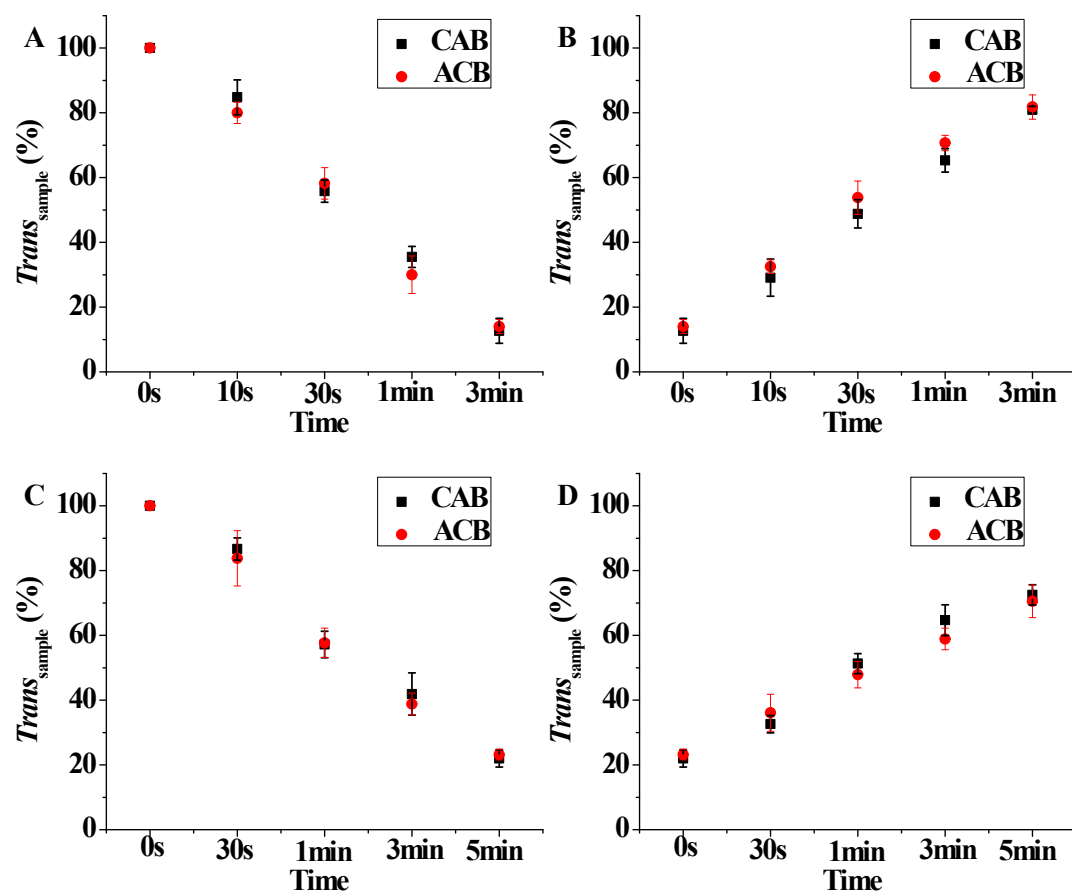 A
CAB
ACB
100
80
60
40
20
0
Trans sample (%)
0s 10s 30s 1min 3min
Time
B
CAB
ACB
100
80
60
40
20
0
Trans sample (%)
0s 10s 30s 1min 3min
Time
C
CAB
ACB
100
80
60
40
20
0
Trans sample (%)
0s 30s 1min 3min 5min
Time
D
CAB
ACB
100
80
60
40
20
0
Trans sample (%)
0s 30s 1min 3min 5min
Time